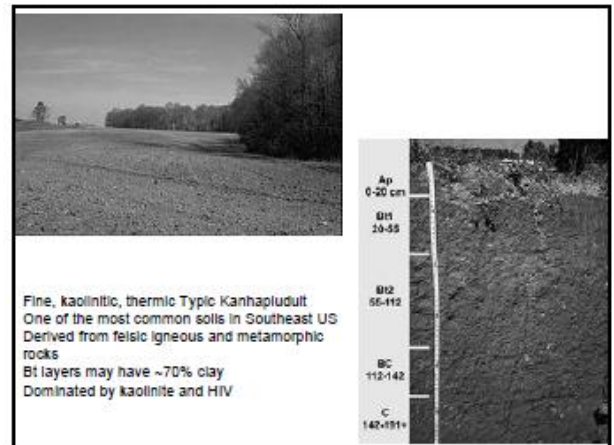 Ap
0-20 cm
Bt1
20-55
Bt2
55-112
BC
112-142
C
142-191+
Fine, kaolinitic, thermic Typic Kanhapludult
One of the most common soils in Southeast US
Derived from felsic igneous and metamorphic
rocks
Bt layers may have ~70% clay
Dominated by kaolinite and HIV